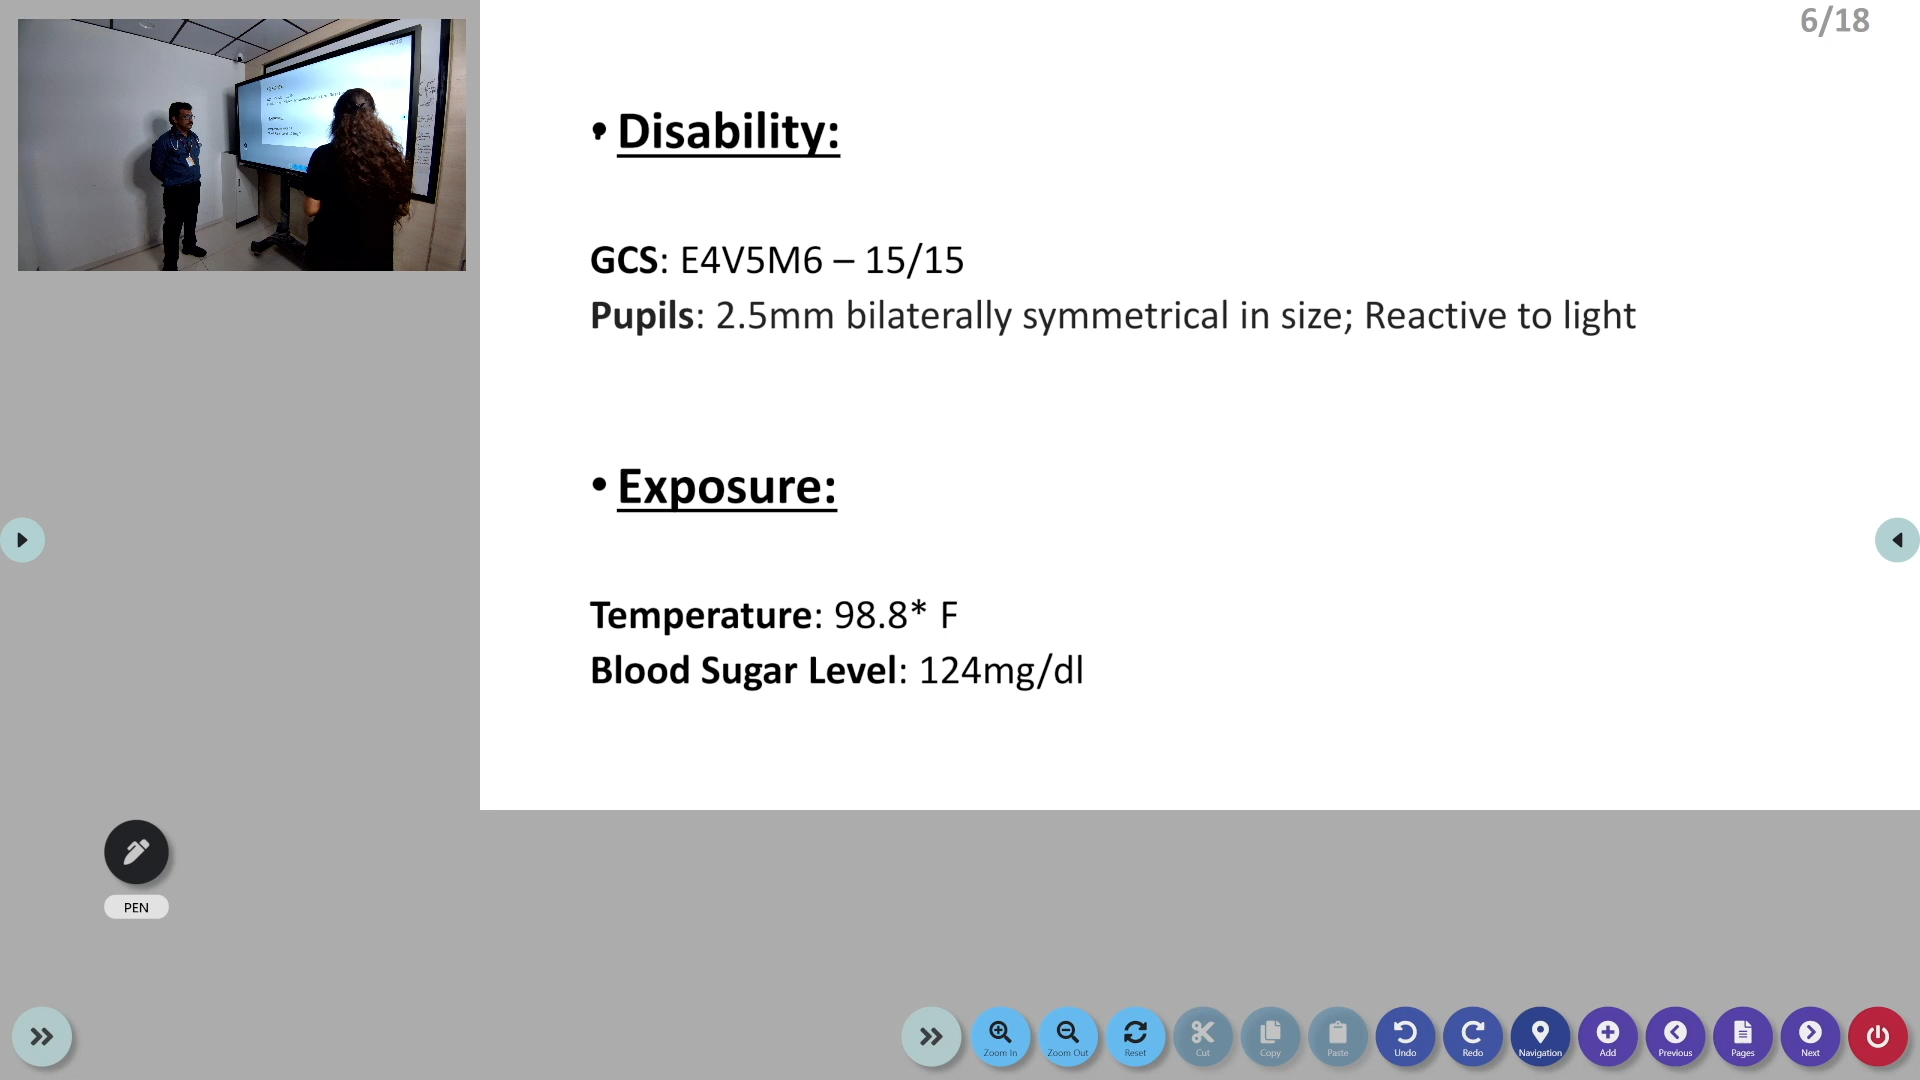 6/18
• Disability:
GCS: E4V5M6 – 15/15
Pupils: 2.5mm bilaterally symmetrical in size; Reactive to light
• Exposure:
Temperature: 98.8* F
Blood Sugar Level: 124mg/dl
PEN
Zoom In
Zoom Out
Reset
Cut
Copy
Paste
Undo
Redo
Navigation
Add
Previous
Pages
Next